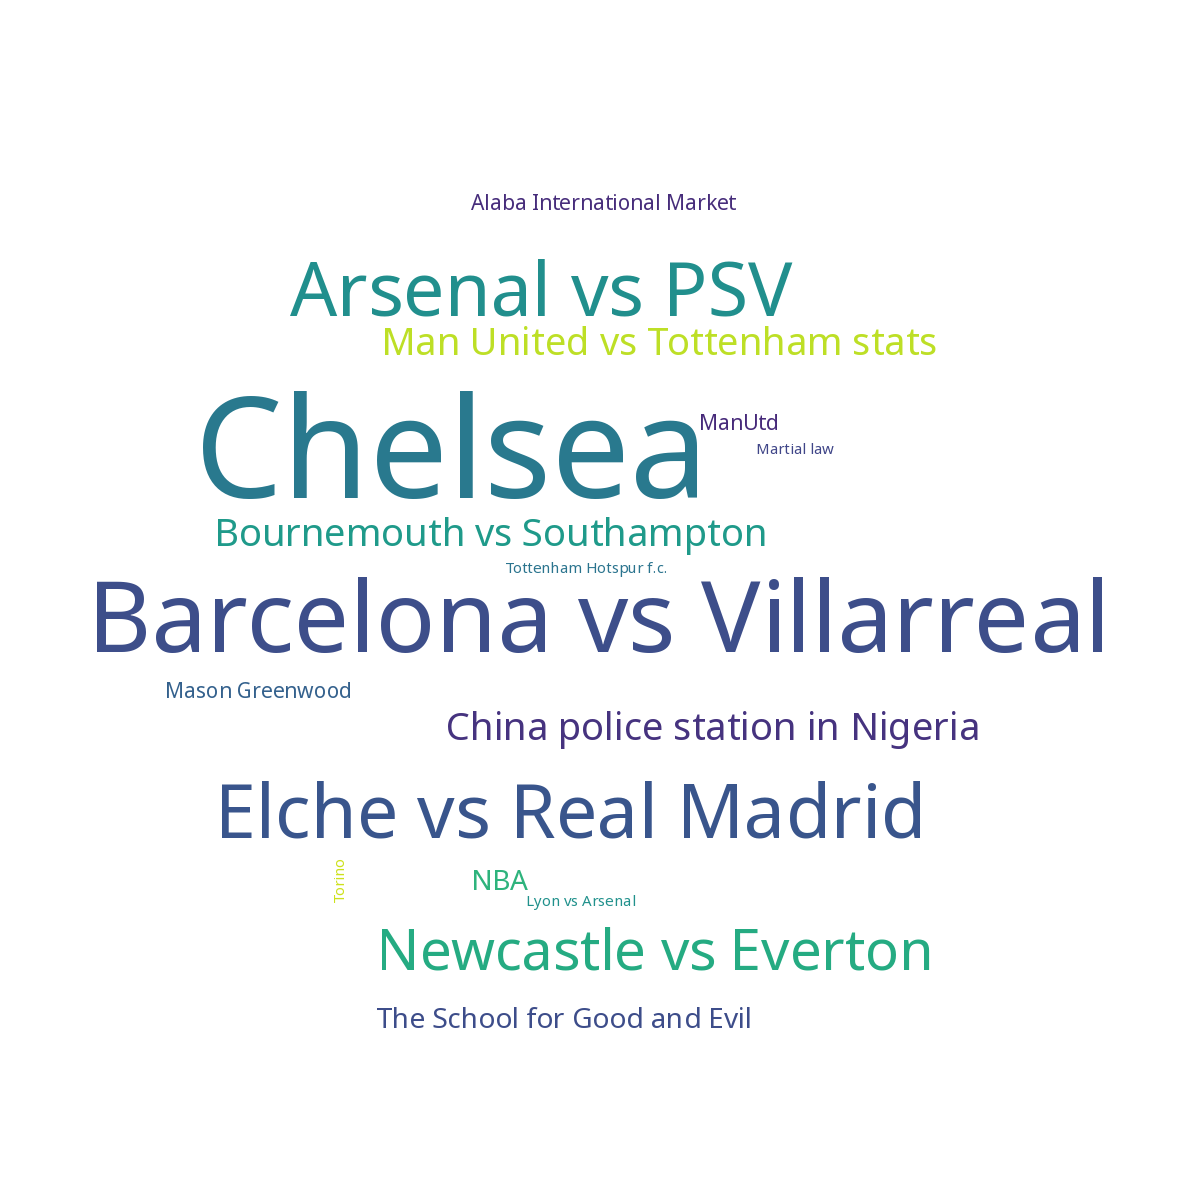 Alaba International Market
Arsenal vs PSV
Man United vs Tottenham stats
Chelsea
ManUtd
Martial law
Bournemouth vs Southampton
Tottenham Hotspur f.c.
Barcelona vs Villarreal
Mason Greenwood
China police station in Nigeria
Elche vs Real Madrid
Torino
NBA
Lyon vs Arsenal
Newcastle vs Everton
The School for Good and Evil